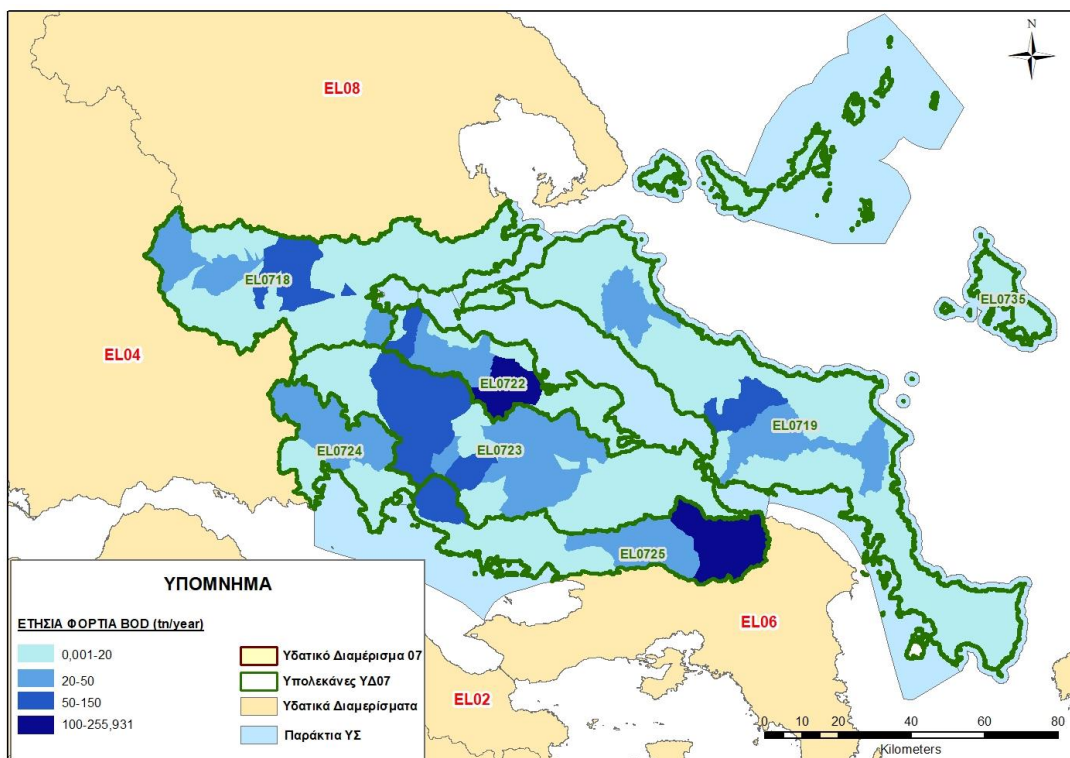 N
EL08
EL0718
EL0735
EL04
EL0722
EL0719
EL0723
EL0724
EL0725
EL06
EL02
ΥΠΟΜΝΗΜΑ
ΕΤΗΣΙΑ ΦΟΡΤΙΑ BOD (tn/year)
0,001-20
20-50
50-150
100-255,931
Υδατικό Διαμέρισμα 07
Υπολεκάνες ΥΔ07
Υδατικά Διαμερίσματα
Παράκτια ΥΣ
0 5 10 20 40 60 80
Kilometers